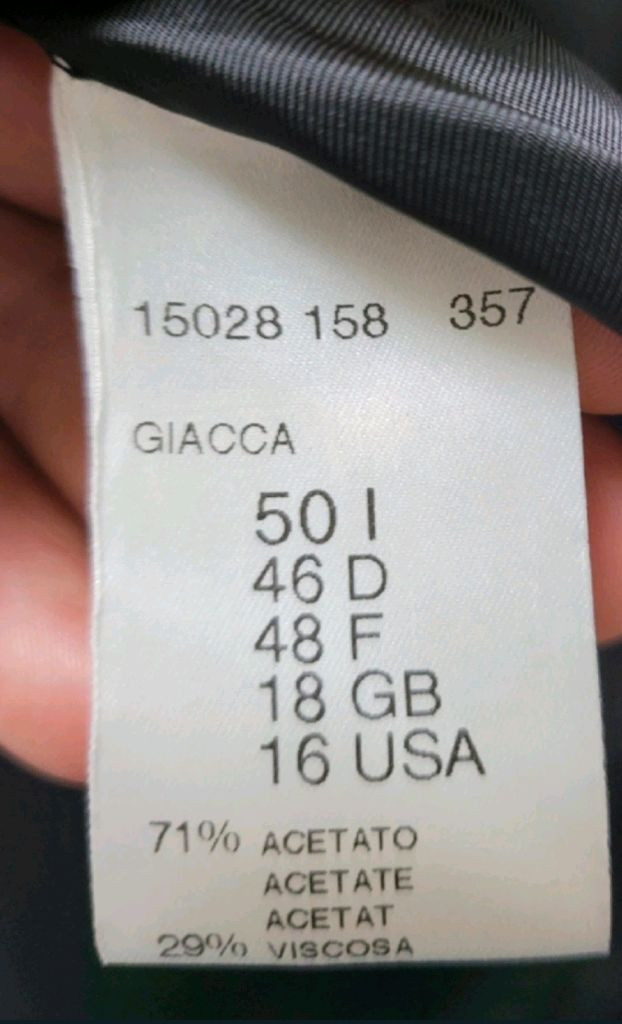 15028 158 357
GIACCA
50 I
46 D
48 F
18 GB
16 USA
71% ACETATO
ACETATE
ACETAT
29% VISCOSA